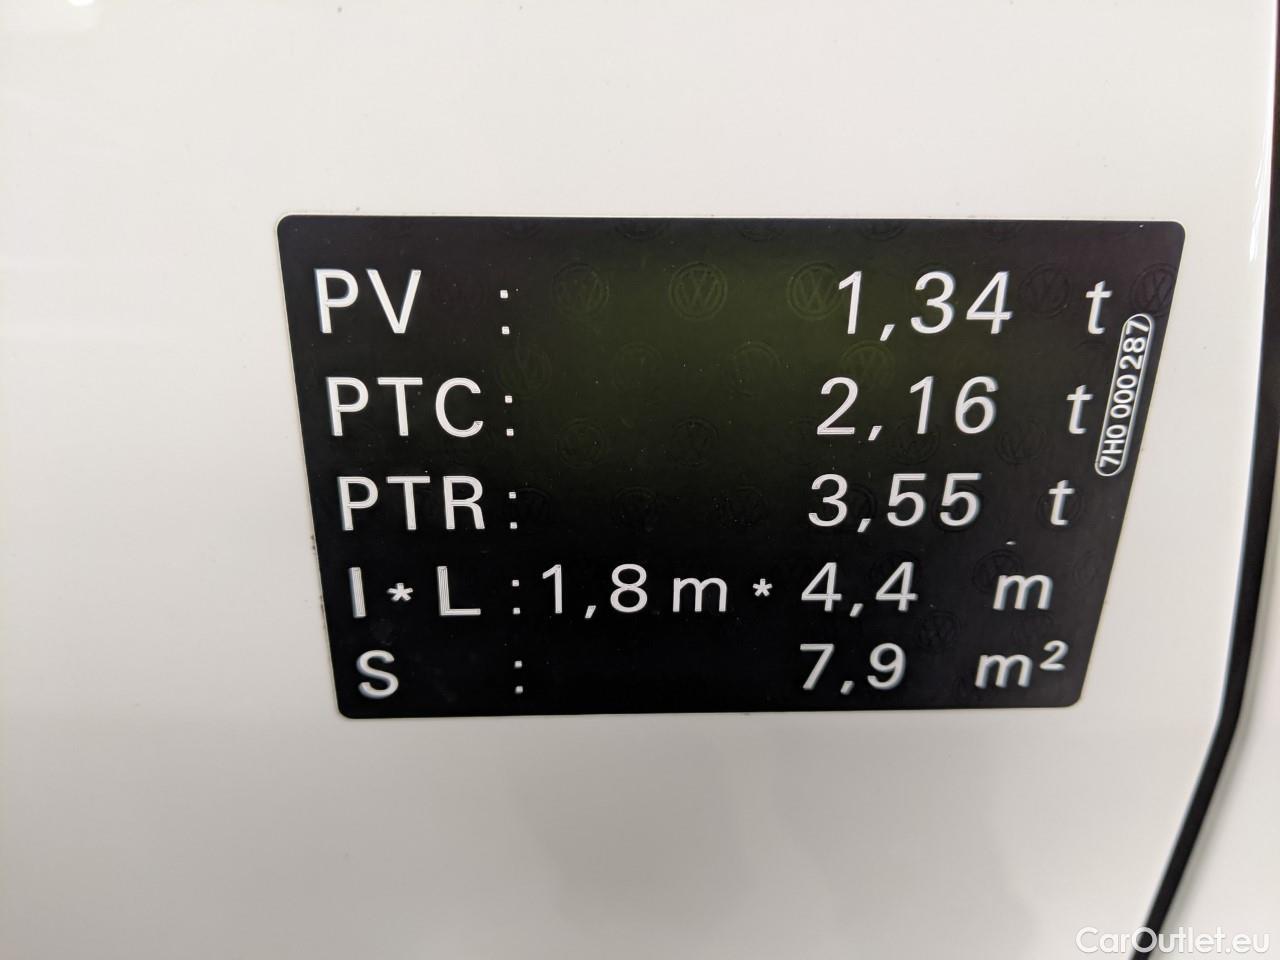 PV : 1,34 t
PTC : 2,16 t
PTR : 3,55 t
l * L : 1,8 m * 4,4 m
S : 7,9 m²
7H0 000 287
CarOutlet.eu